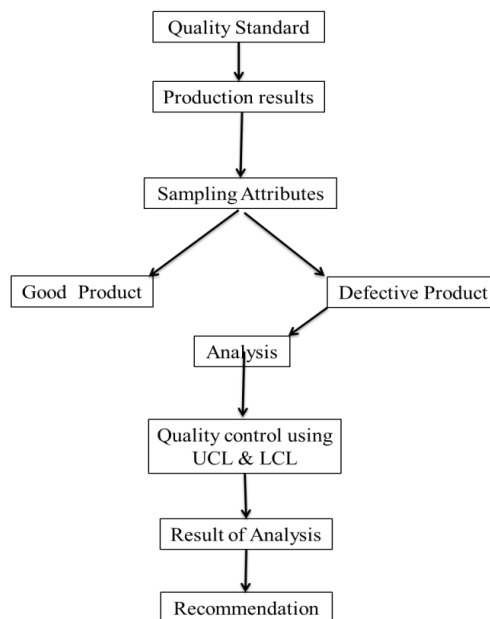 Quality Standard
Production results
Sampling Attributes
Good Product
Defective Product
Analysis
Quality control using
UCL & LCL
Result of Analysis
Recommendation